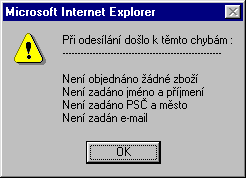 Microsoft Internet Explorer
Při odesílání došlo k těmto chybám :
----------------------------------------
Není objednáno žádné zboží
Není zadáno jméno a příjmení
Není zadáno PSČ a město
Není zadán e-mail
OK